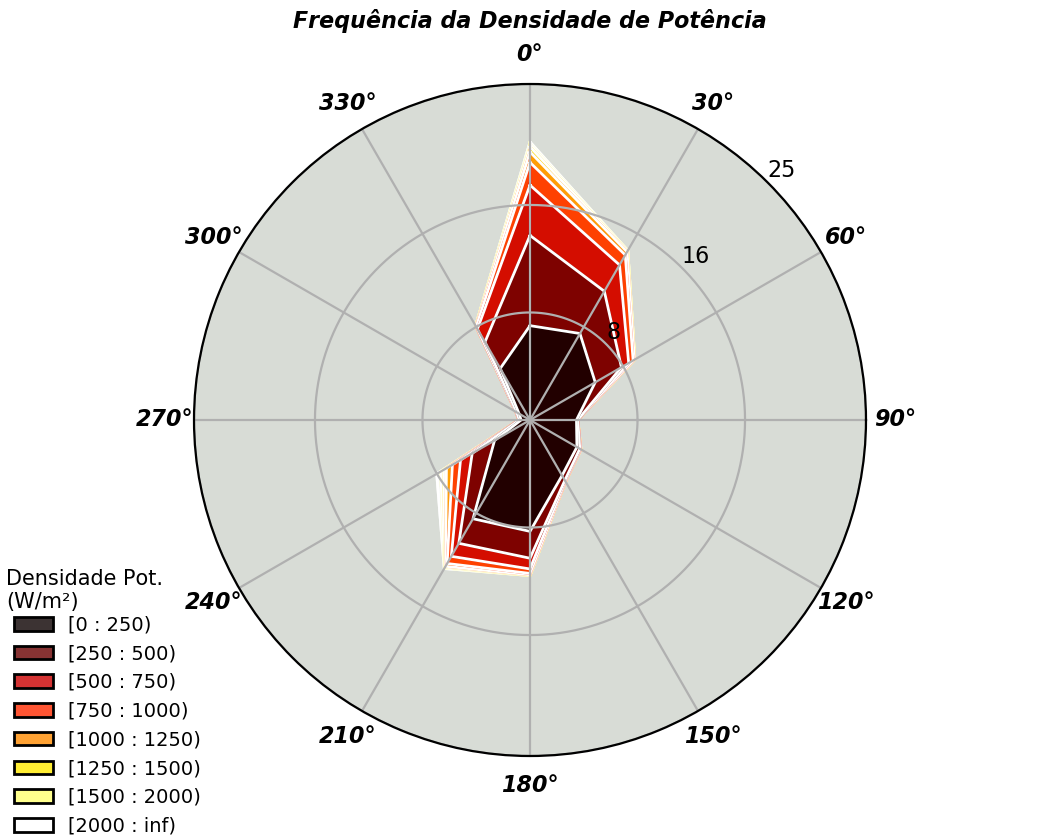 Frequência da Densidade de Potência
0°
330°
30°
25
300°
60°
16
8
270°
90°
240°
120°
210°
150°
180°
Densidade Pot.
(W/m²)
[0 : 250)
[250 : 500)
[500 : 750)
[750 : 1000)
[1000 : 1250)
[1250 : 1500)
[1500 : 2000)
[2000 : inf)